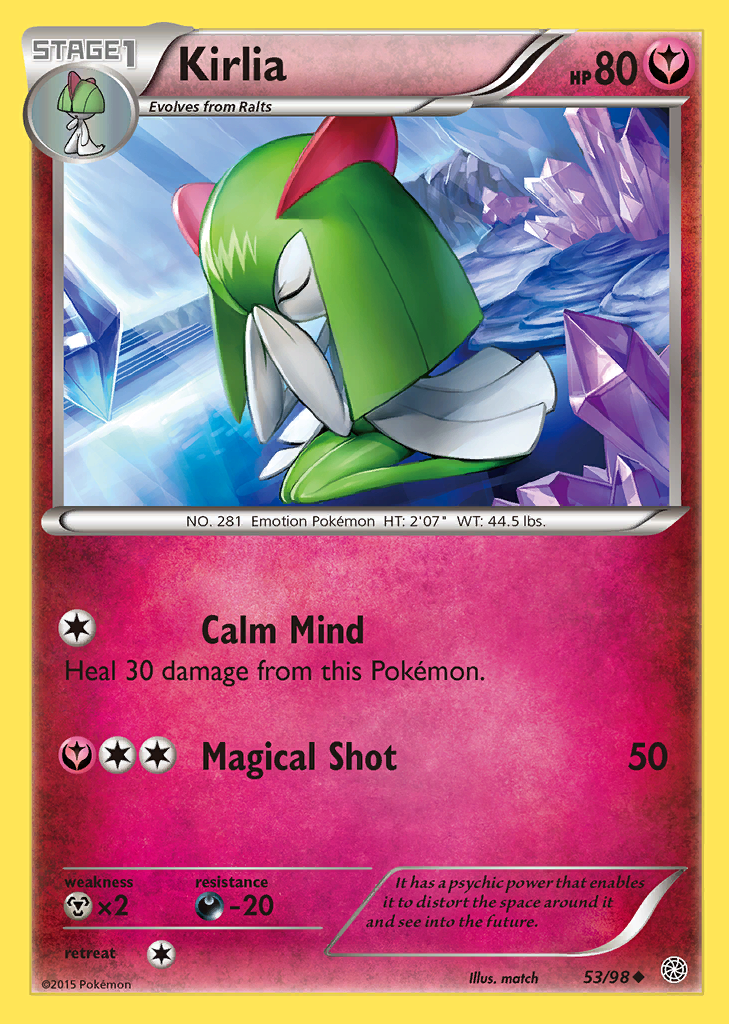 STAGE1
Kirlia
HP 80
Evolves from Ralts
NO. 281 Emotion Pokémon HT: 2'07" WT: 44.5 lbs.
Calm Mind
Heal 30 damage from this Pokémon.
Magical Shot 50
weakness
×2
resistance
-20
It has a psychic power that enables
it to distort the space around it
and see into the future.
retreat
©2015 Pokémon
Illus. match
53/98